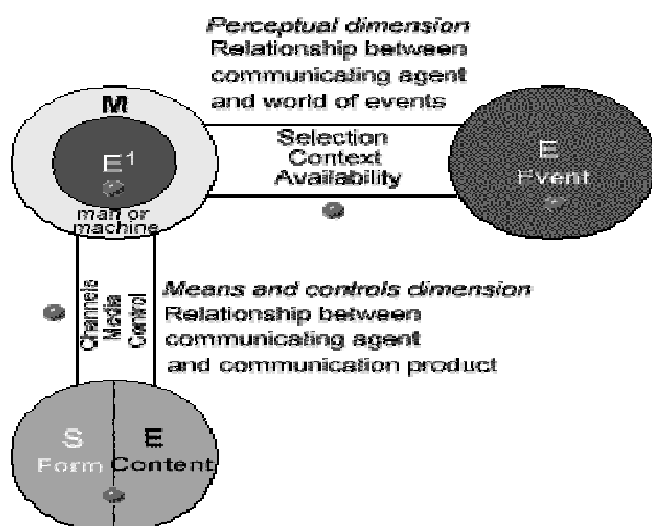 Perceptual dimension
Relationship between
communicating agent
and world of events
M
E¹
man or
machine
Selection
Context
Availability
E
Event
Channels
Media
Control
Means and controls dimension
Relationship between
communicating agent
and communication product
S
Form
E
Content